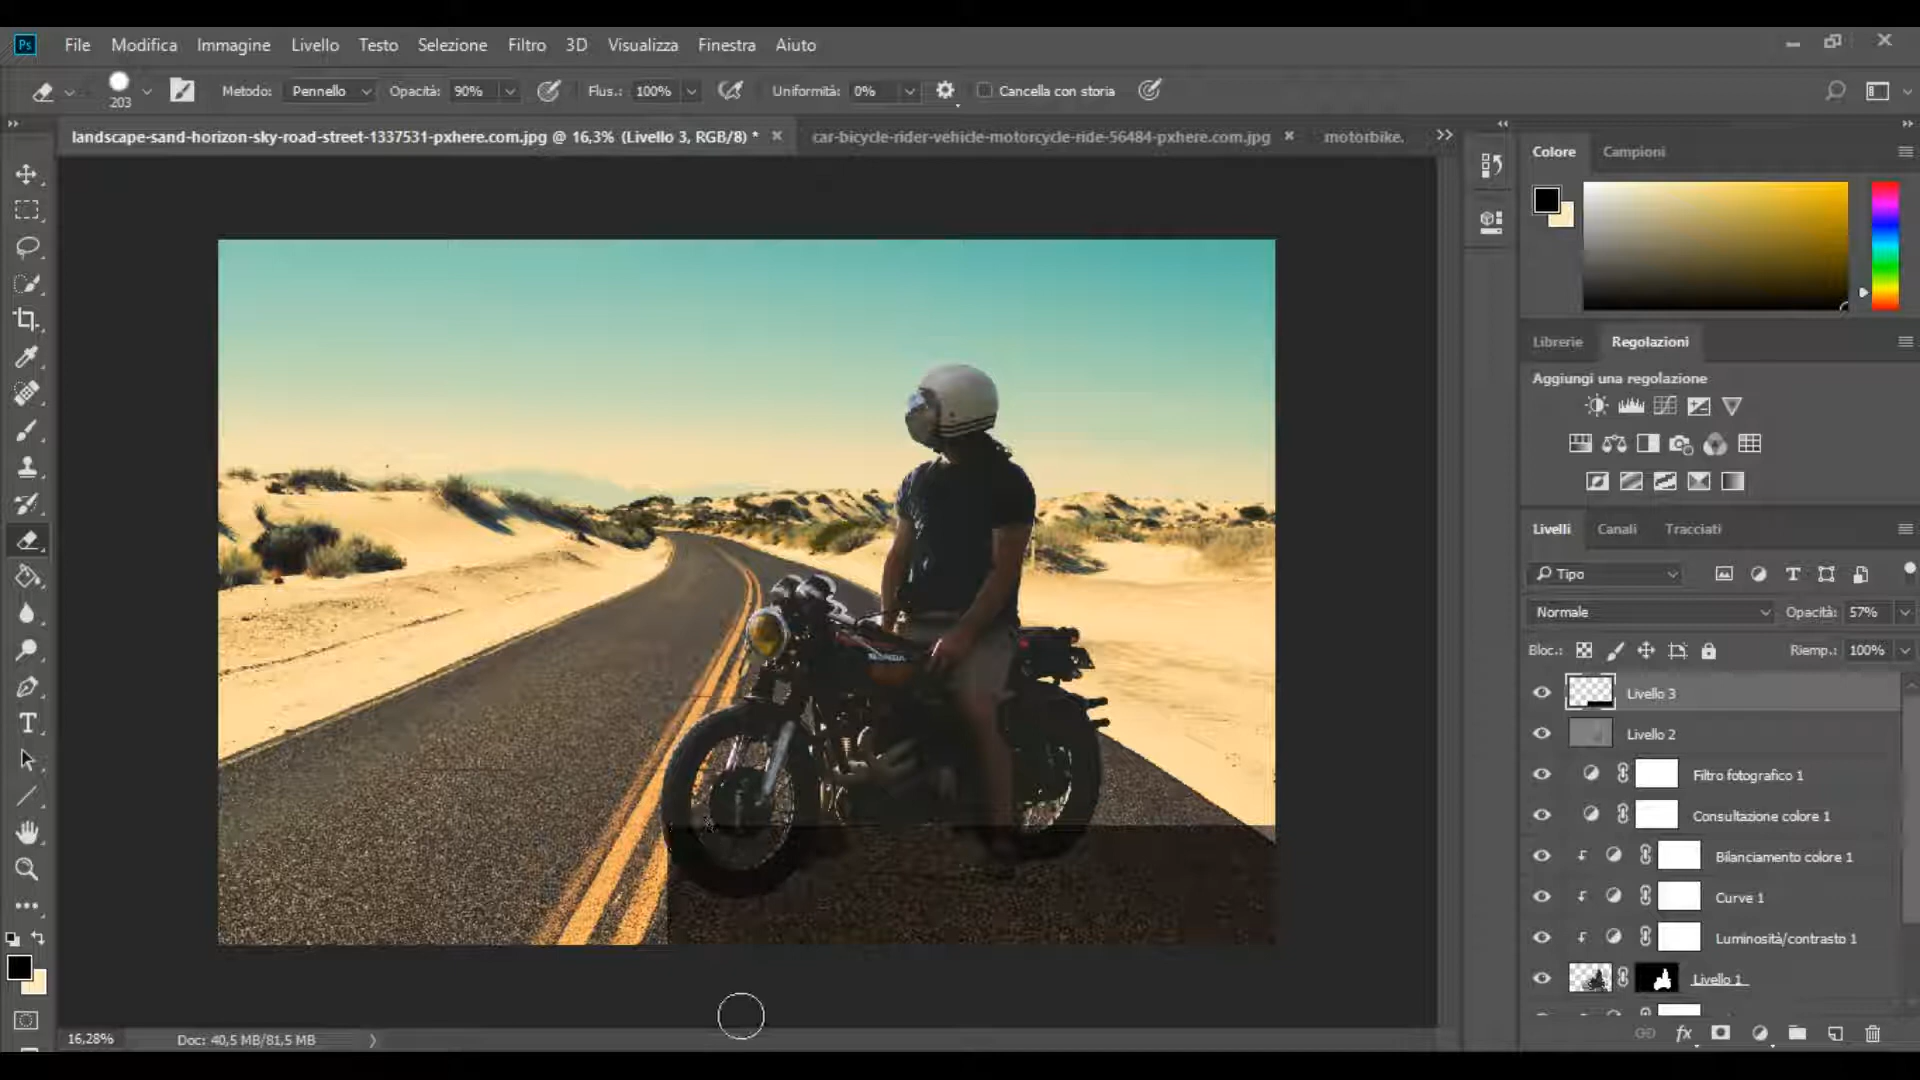 Ps File Modifica Immagine Livello Testo Selezione Filtro 3D Visualizza Finestra Aiuto
203 Metodo: Pennello Opacità: 90% Flus.: 100% Uniformità: 0% Cancella con storia
landscape-sand-horizon-sky-road-street-1337531-pxhere.com.jpg @ 16,3% (Livello 3, RGB/8) * car-bicycle-rider-vehicle-motorcycle-ride-56484-pxhere.com.jpg motorbike.
Colore Campioni
Librerie Regolazioni
Aggiungi una regolazione
Livelli Canali Tracciati
Tipo
Normale Opacità: 57%
Bloc.: Riemp.: 100%
Livello 3
Livello 2
Filtro fotografico 1
Consultazione colore 1
Bilanciamento colore 1
Curve 1
Luminosità/contrasto 1
Livello 1
fx
HONDA
16,28% Doc: 40,5 MB/81,5 MB